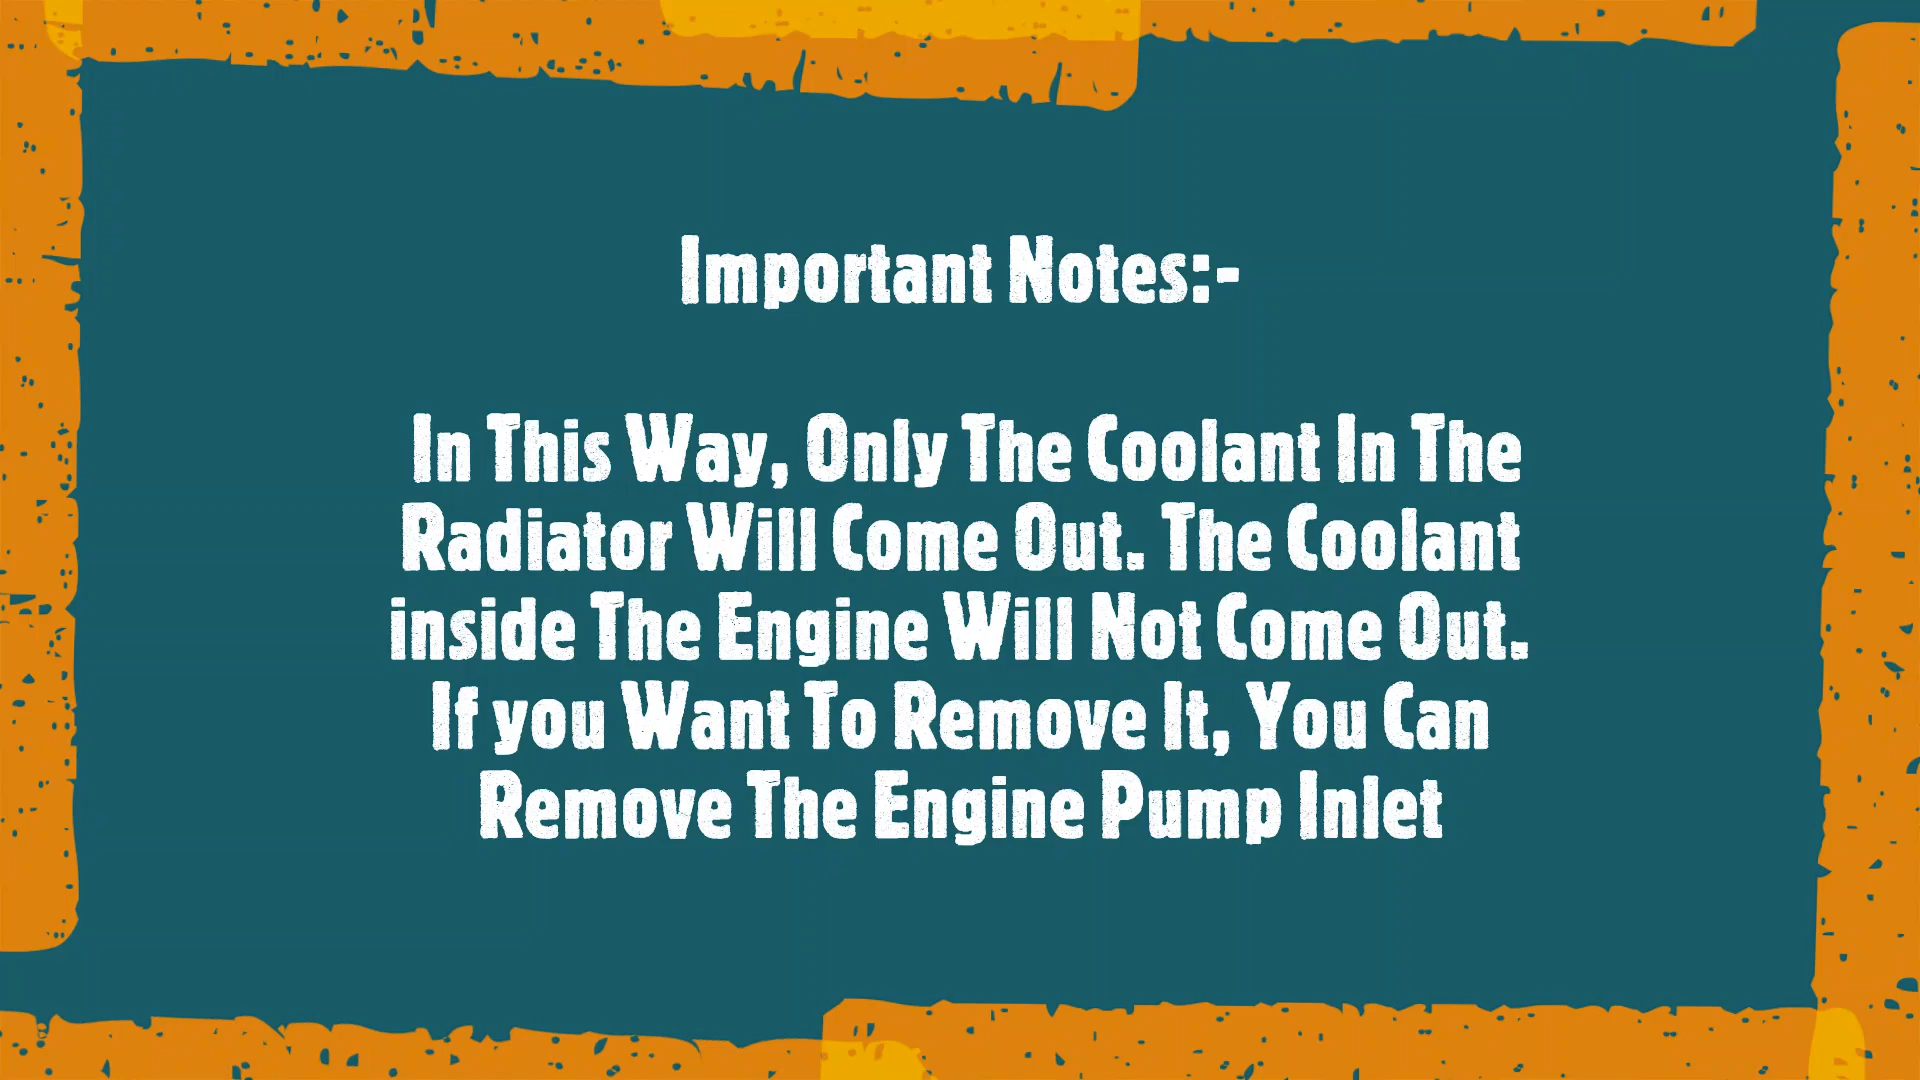 Important Notes:-
In This Way, Only The Coolant In The
Radiator Will Come Out. The Coolant
inside The Engine Will Not Come Out.
If you Want To Remove It, You Can
Remove The Engine Pump Inlet